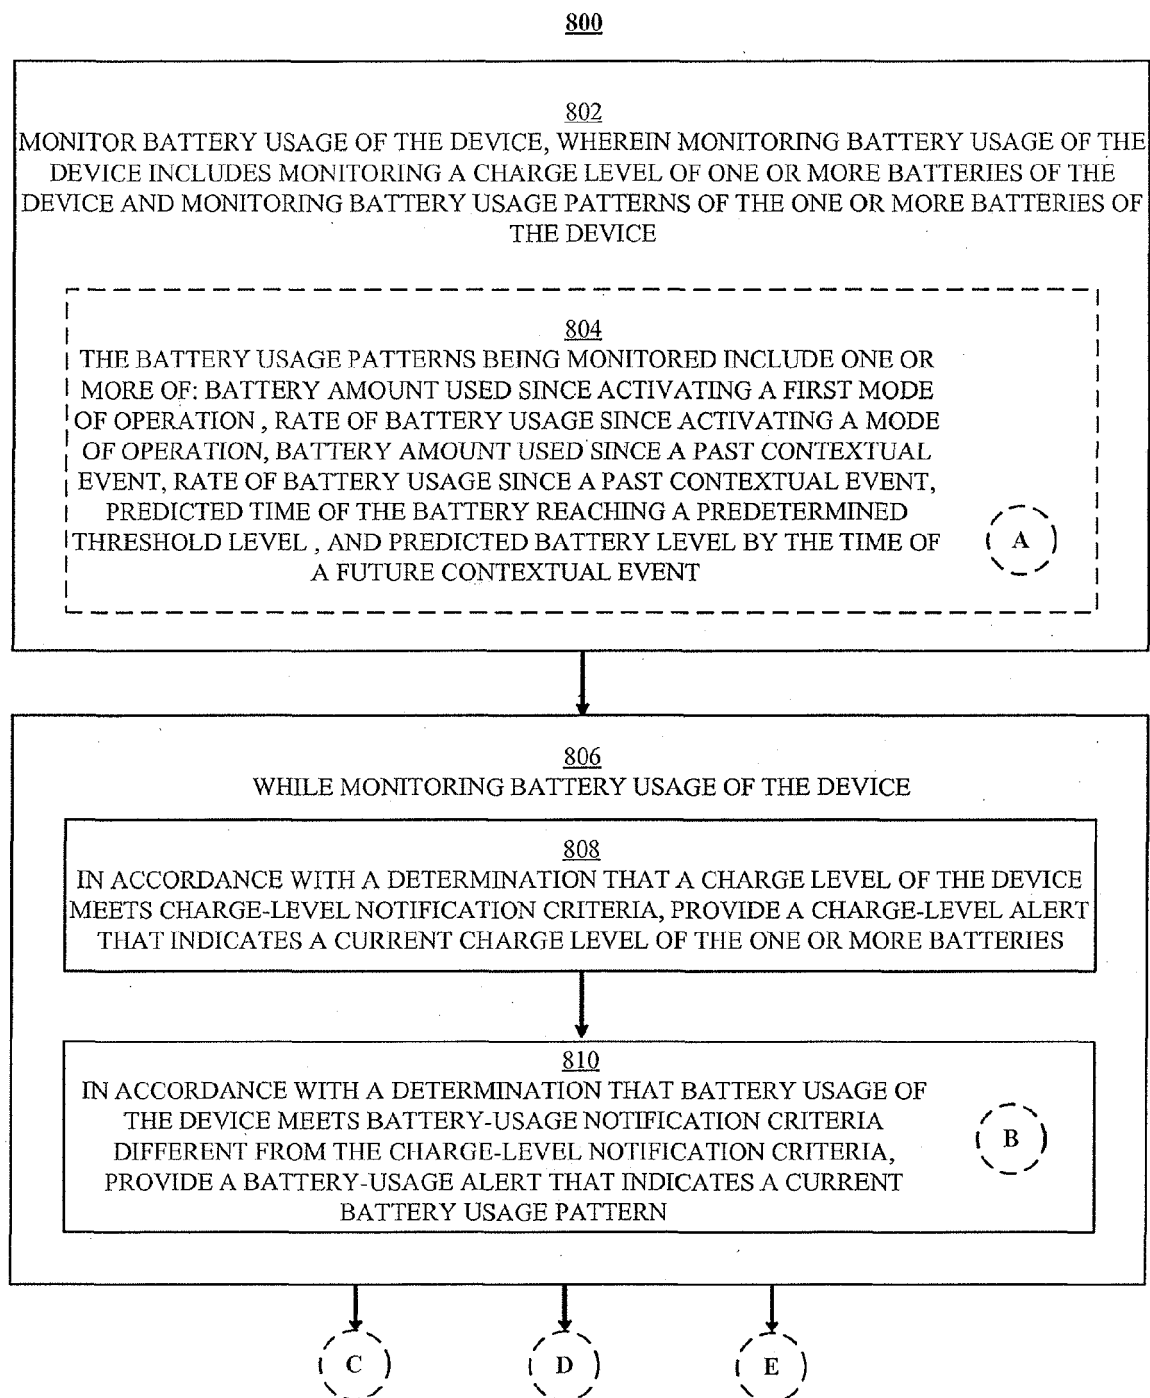 800
802
MONITOR BATTERY USAGE OF THE DEVICE, WHEREIN MONITORING BATTERY USAGE OF THE
DEVICE INCLUDES MONITORING A CHARGE LEVEL OF ONE OR MORE BATTERIES OF THE
DEVICE AND MONITORING BATTERY USAGE PATTERNS OF THE ONE OR MORE BATTERIES OF
THE DEVICE
804
THE BATTERY USAGE PATTERNS BEING MONITORED INCLUDE ONE OR
MORE OF: BATTERY AMOUNT USED SINCE ACTIVATING A FIRST MODE
OF OPERATION , RATE OF BATTERY USAGE SINCE ACTIVATING A MODE
OF OPERATION, BATTERY AMOUNT USED SINCE A PAST CONTEXTUAL
EVENT, RATE OF BATTERY USAGE SINCE A PAST CONTEXTUAL EVENT,
PREDICTED TIME OF THE BATTERY REACHING A PREDETERMINED
THRESHOLD LEVEL , AND PREDICTED BATTERY LEVEL BY THE TIME OF
A FUTURE CONTEXTUAL EVENT
A
806
WHILE MONITORING BATTERY USAGE OF THE DEVICE
808
IN ACCORDANCE WITH A DETERMINATION THAT A CHARGE LEVEL OF THE DEVICE
MEETS CHARGE-LEVEL NOTIFICATION CRITERIA, PROVIDE A CHARGE-LEVEL ALERT
THAT INDICATES A CURRENT CHARGE LEVEL OF THE ONE OR MORE BATTERIES
810
IN ACCORDANCE WITH A DETERMINATION THAT BATTERY USAGE OF
THE DEVICE MEETS BATTERY-USAGE NOTIFICATION CRITERIA
DIFFERENT FROM THE CHARGE-LEVEL NOTIFICATION CRITERIA,
PROVIDE A BATTERY-USAGE ALERT THAT INDICATES A CURRENT
BATTERY USAGE PATTERN
B
C
D
E